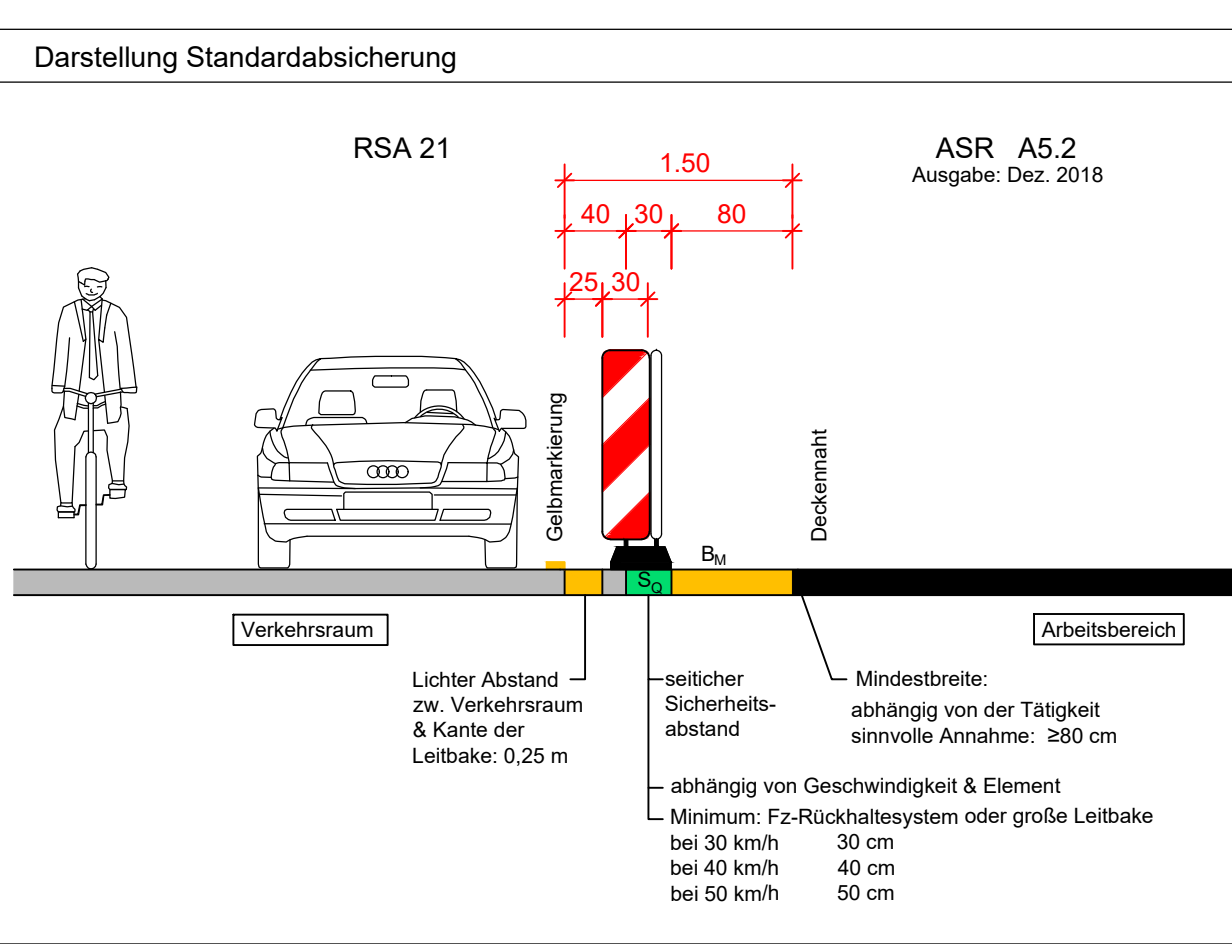 Darstellung Standardabsicherung
RSA 21
ASR A5.2
Ausgabe: Dez. 2018
1.50
40
30
80
25
30
Gelbmarkierung
Deckennaht
B_M
S_Q
Verkehrsraum
Arbeitsbereich
Lichter Abstand
zw. Verkehrsraum
& Kante der
Leitbake: 0,25 m
seiticher
Sicherheits-
abstand
Mindestbreite:
abhängig von der Tätigkeit
sinnvolle Annahme: ≥80 cm
abhängig von Geschwindigkeit & Element
Minimum: Fz-Rückhaltesystem oder große Leitbake
bei 30 km/h 30 cm
bei 40 km/h 40 cm
bei 50 km/h 50 cm